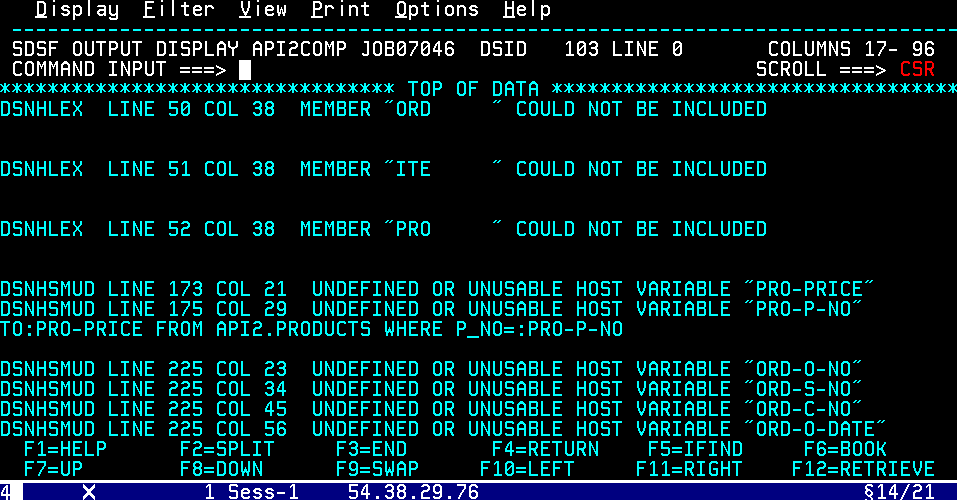 Display Filter View Print Options Help
-------------------------------------------------------------------------------
SDSF OUTPUT DISPLAY API2COMP JOB07046 DSID 103 LINE 0 COLUMNS 17- 96
COMMAND INPUT ===> SCROLL ===> CSR
********************************* TOP OF DATA **********************************
DSNHLEX LINE 50 COL 38 MEMBER "ORD " COULD NOT BE INCLUDED
DSNHLEX LINE 51 COL 38 MEMBER "ITE " COULD NOT BE INCLUDED
DSNHLEX LINE 52 COL 38 MEMBER "PRO " COULD NOT BE INCLUDED
DSNHSMUD LINE 173 COL 21 UNDEFINED OR UNUSABLE HOST VARIABLE "PRO-PRICE"
DSNHSMUD LINE 175 COL 29 UNDEFINED OR UNUSABLE HOST VARIABLE "PRO-P-NO"
TO:PRO-PRICE FROM API2.PRODUCTS WHERE P_NO=:PRO-P-NO
DSNHSMUD LINE 225 COL 23 UNDEFINED OR UNUSABLE HOST VARIABLE "ORD-O-NO"
DSNHSMUD LINE 225 COL 34 UNDEFINED OR UNUSABLE HOST VARIABLE "ORD-S-NO"
DSNHSMUD LINE 225 COL 45 UNDEFINED OR UNUSABLE HOST VARIABLE "ORD-C-NO"
DSNHSMUD LINE 225 COL 56 UNDEFINED OR UNUSABLE HOST VARIABLE "ORD-O-DATE"
F1=HELP F2=SPLIT F3=END F4=RETURN F5=IFIND F6=BOOK
F7=UP F8=DOWN F9=SWAP F10=LEFT F11=RIGHT F12=RETRIEVE
4 X 1 Sess-1 54.38.29.76 §14/21